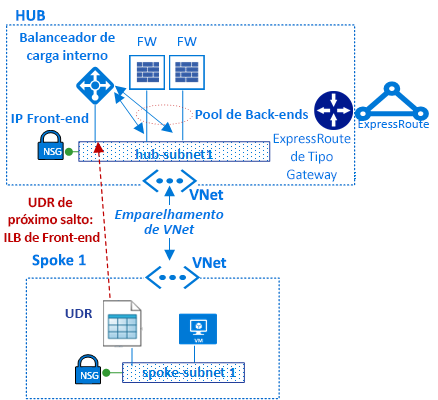 HUB
Balanceador de
carga interno
FW
FW
IP Front-end
Pool de Back-ends
ExpressRoute
ExpressRoute
de Tipo
Gateway
NSG
hub-subnet1
VNet
UDR de
próximo salto:
ILB de Front-end
Emparelhamento
de VNet
Spoke 1
VNet
UDR
VM
NSG
spoke-subnet 1